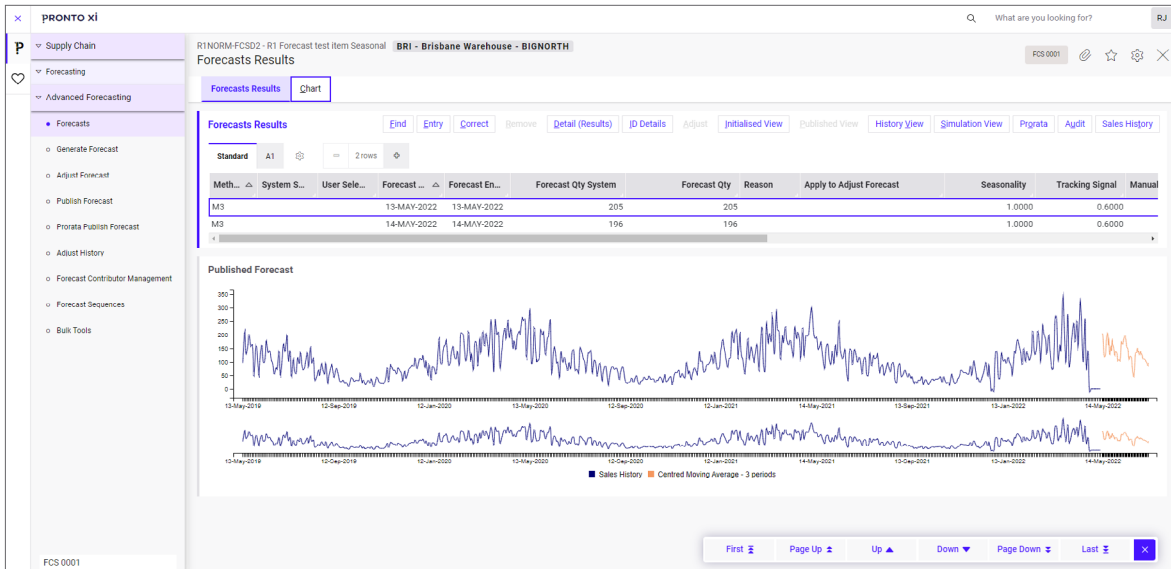 PRONTO XI
What are you looking for?
RJ
Supply Chain
Forecasting
Advanced Forecasting
Forecasts
Generate Forecast
Adjust Forecast
Publish Forecast
Prorata Publish Forecast
Adjust History
Forecast Contributor Management
Forecast Sequences
Bulk Tools
FCS 0001
R1NORM-FCSD2 - R1 Forecast test item Seasonal BRI - Brisbane Warehouse - BIGNORTH
Forecasts Results
FCS 0001
Forecasts Results Chart
Forecasts Results Find Entry Correct Remove Detail (Results) ID Details Adjust Initialised View Published View History View Simulation View Prorata Audit Sales History
Standard A1 2 rows
Meth... System S... User Sele... Forecast ... Forecast En... Forecast Qty System Forecast Qty Reason Apply to Adjust Forecast Seasonality Tracking Signal Manual
M3 13-MAY-2022 13-MAY-2022 205 205 1.0000 0.6000
M3 14-MAY-2022 14-MAY-2022 196 196 1.0000 0.6000
Published Forecast
350
300
250
200
150
100
50
0
13-May-2019 12-Sep-2019 12-Jan-2020 13-May-2020 12-Sep-2020 12-Jan-2021 14-May-2021 13-Sep-2021 13-Jan-2022 14-May-2022
13-May-2019 12-Sep-2019 12-Jan-2020 13-May-2020 12-Sep-2020 12-Jan-2021 14-May-2021 13-Sep-2021 13-Jan-2022 14-May-2022
Sales History Centred Moving Average - 3 periods
First Page Up Up Down Page Down Last